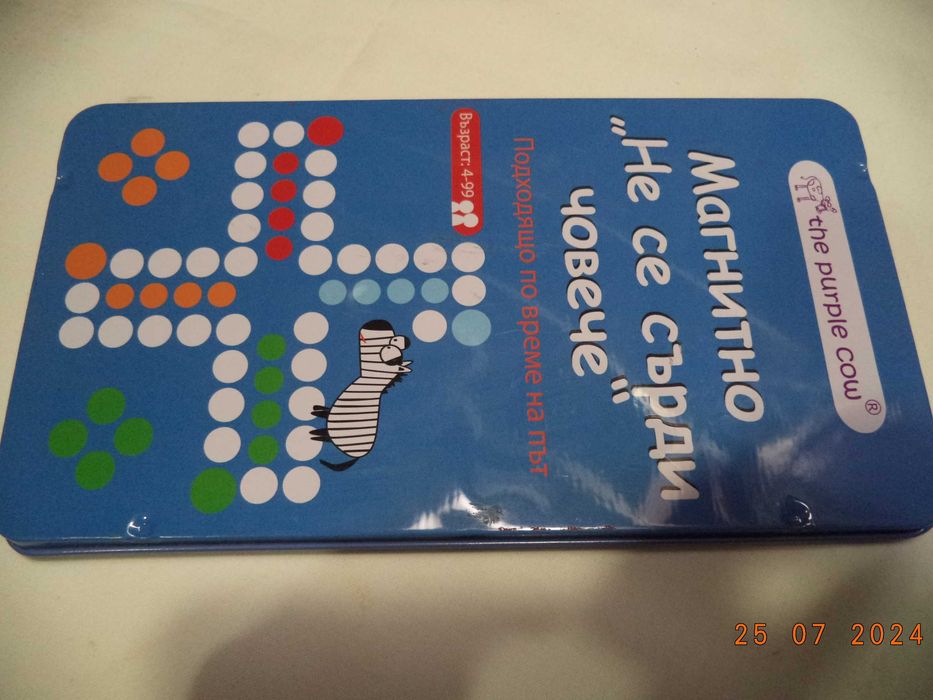 the purple cow®
Магнитно
„Не се сърди
човече"
Подходящо по време на път
Възраст: 4-99
25 07 2024